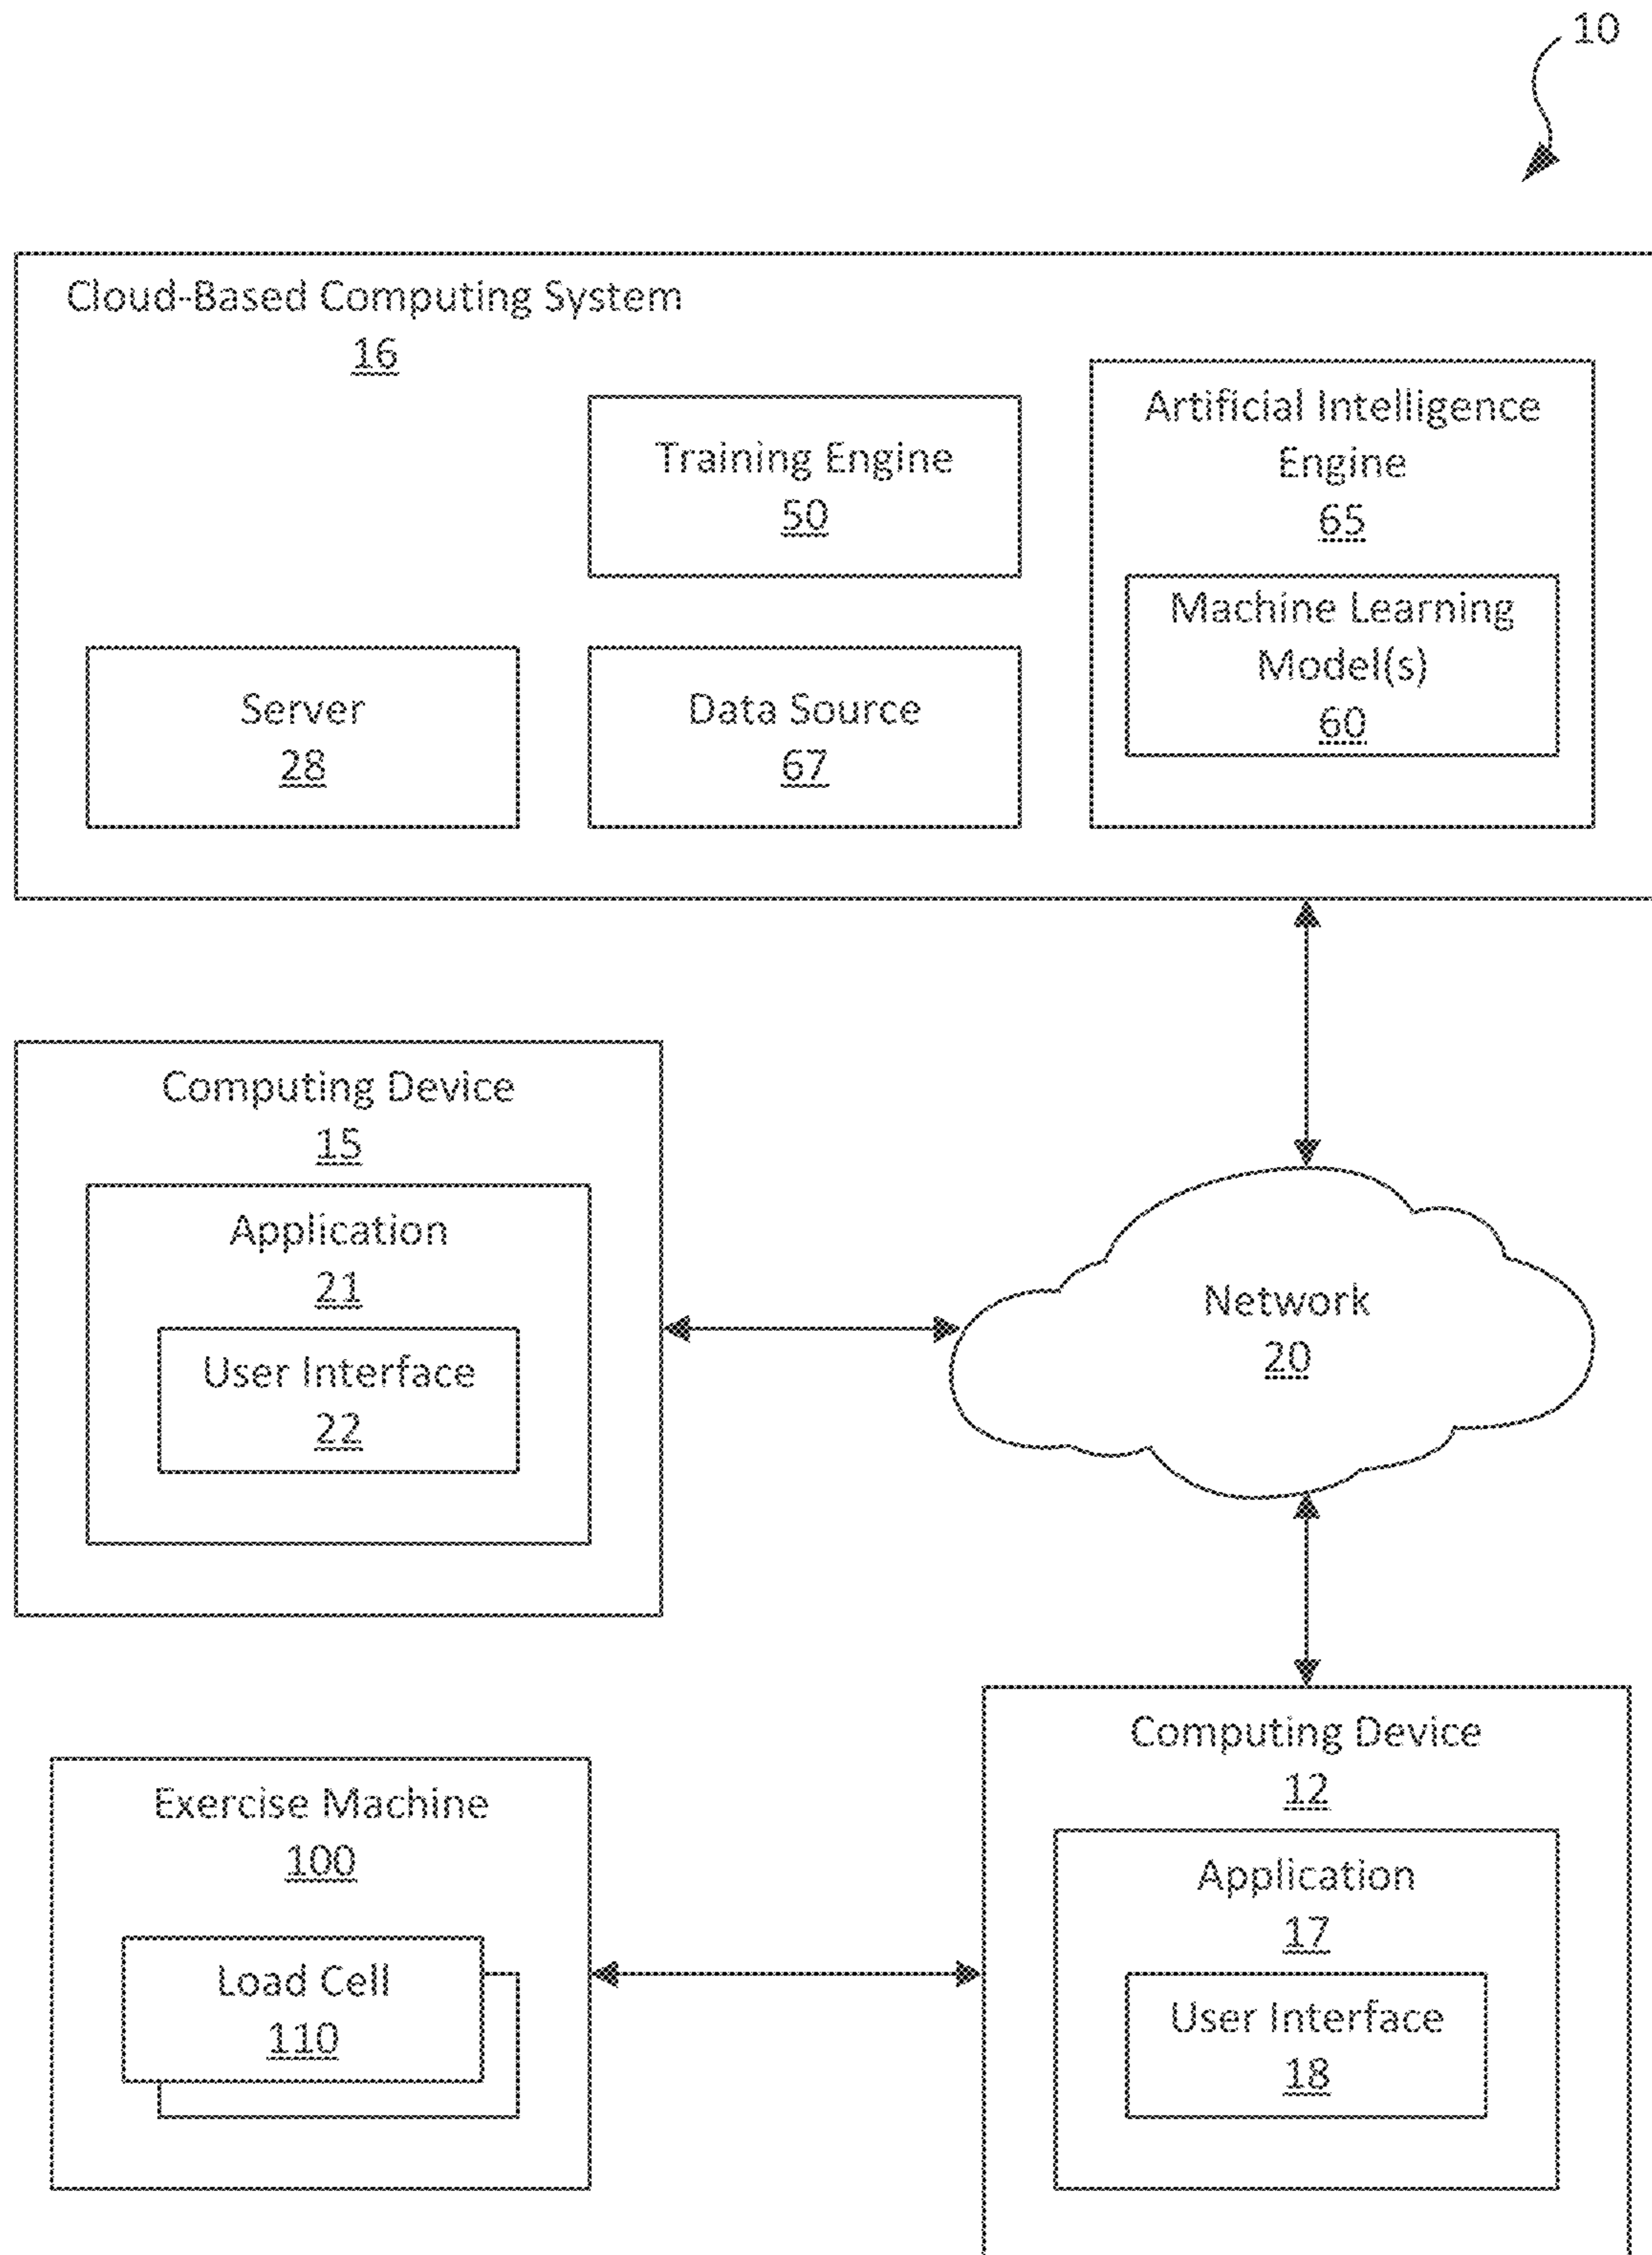 10
Cloud-Based Computing System
16
Training Engine
50
Artificial Intelligence
Engine
65
Machine Learning
Model(s)
60
Server
28
Data Source
67
Computing Device
15
Application
21
User Interface
22
Network
20
Computing Device
12
Application
17
User Interface
18
Exercise Machine
100
Load Cell
110